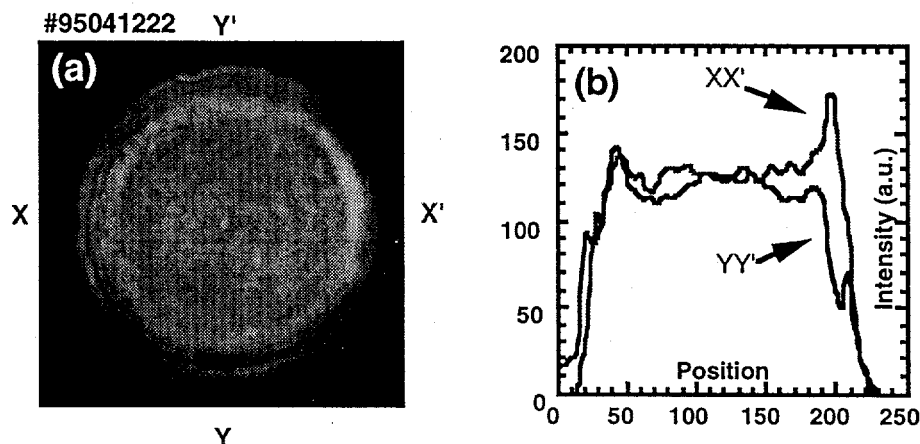 #95041222 Y'
(a)
X X'
Y
(b)
XX'
YY'
Intensity (a.u.)
Position
200
150
100
50
0
0 50 100 150 200 250